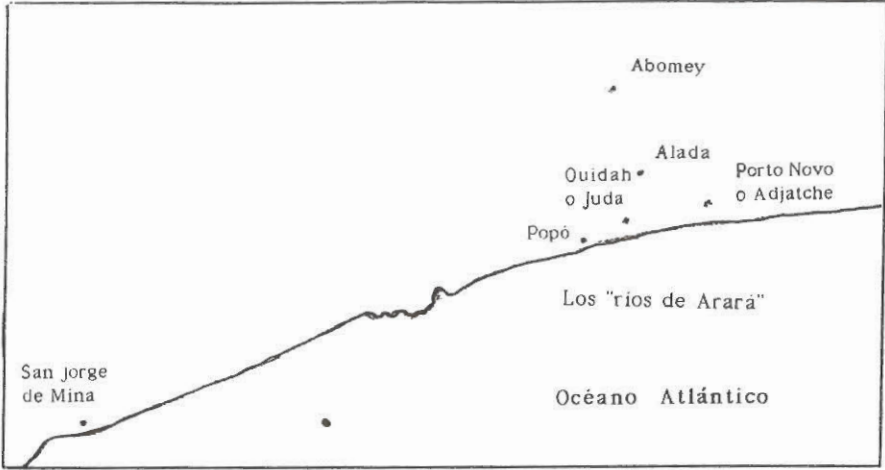 Abomey
Alada
Ouidah
o Juda
Porto Novo
o Adjatche
Popó
Los "ríos de Arará"
San Jorge
de Mina
Océano Atlántico